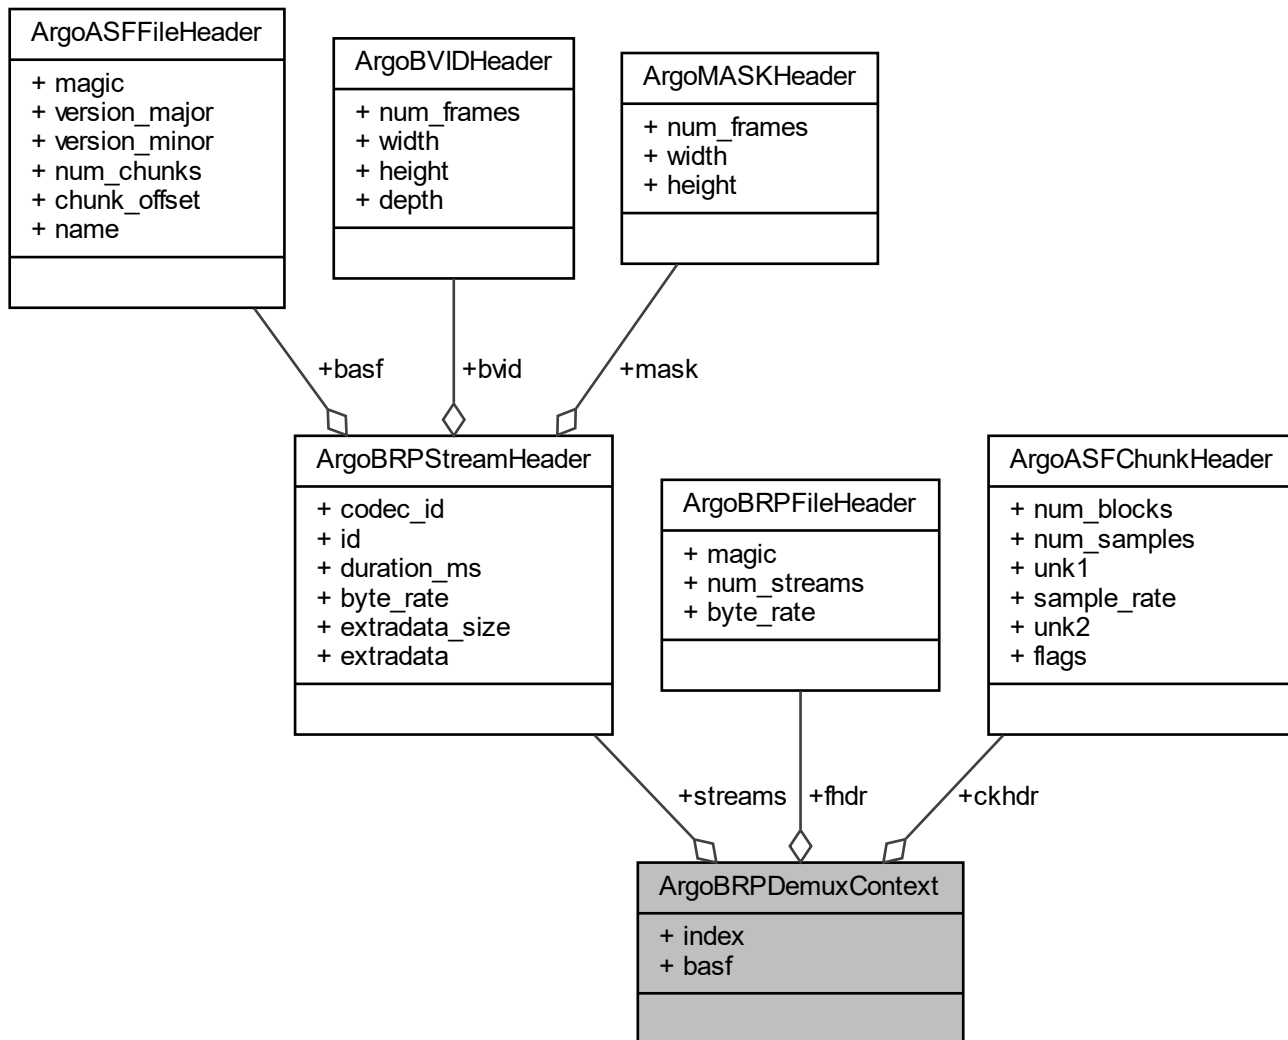 ArgoASFFileHeader
+ magic
+ version_major
+ version_minor
+ num_chunks
+ chunk_offset
+ name
ArgoBVIDHeader
+ num_frames
+ width
+ height
+ depth
ArgoMASKHeader
+ num_frames
+ width
+ height
+basf
+bvid
+mask
ArgoBRPStreamHeader
+ codec_id
+ id
+ duration_ms
+ byte_rate
+ extradata_size
+ extradata
ArgoBRPFileHeader
+ magic
+ num_streams
+ byte_rate
ArgoASFChunkHeader
+ num_blocks
+ num_samples
+ unk1
+ sample_rate
+ unk2
+ flags
+streams
+fhdr
+ckhdr
ArgoBRPDemuxContext
+ index
+ basf